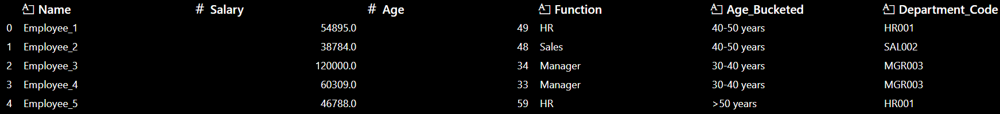 Name # Salary # Age Function Age_Bucketed Department_Code
0 Employee_1 54895.0 49 HR 40-50 years HR001
1 Employee_2 38784.0 48 Sales 40-50 years SAL002
2 Employee_3 120000.0 34 Manager 30-40 years MGR003
3 Employee_4 60309.0 33 Manager 30-40 years MGR003
4 Employee_5 46788.0 59 HR >50 years HR001